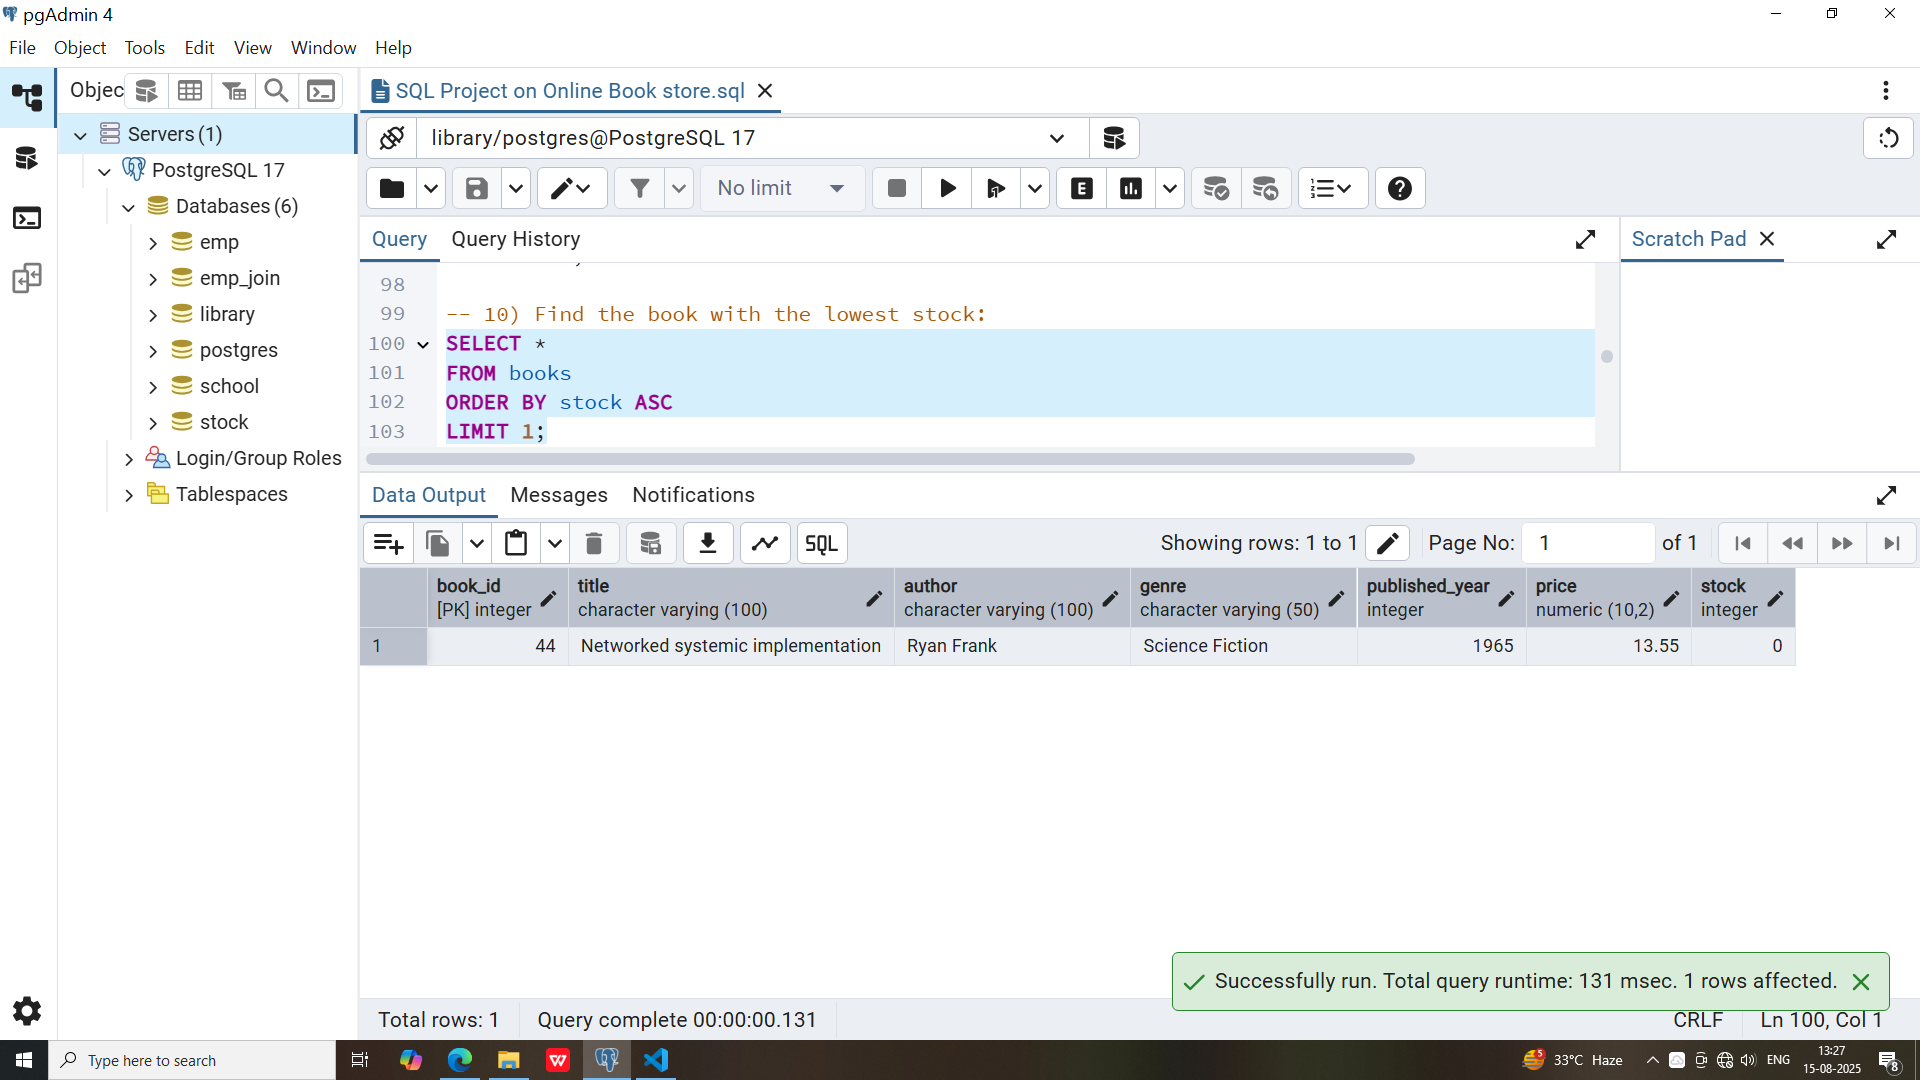 pgAdmin 4
File Object Tools Edit View Window Help
Objec
SQL Project on Online Book store.sql
Servers (1)
PostgreSQL 17
Databases (6)
emp
emp_join
library
postgres
school
stock
Login/Group Roles
Tablespaces
library/postgres@PostgreSQL 17
No limit
E
Query Query History
Scratch Pad
98
99 -- 10) Find the book with the lowest stock:
100 SELECT *
101 FROM books
102 ORDER BY stock ASC
103 LIMIT 1;
Data Output Messages Notifications
SQL Showing rows: 1 to 1 Page No: 1 of 1
book_id title author genre published_year price stock
[PK] integer character varying (100) character varying (100) character varying (50) integer numeric (10,2) integer
1 44 Networked systemic implementation Ryan Frank Science Fiction 1965 13.55 0
Successfully run. Total query runtime: 131 msec. 1 rows affected.
Total rows: 1 Query complete 00:00:00.131 CRLF Ln 100, Col 1
Type here to search
W
5
33°C Haze
ENG
13:27
15-08-2025
8